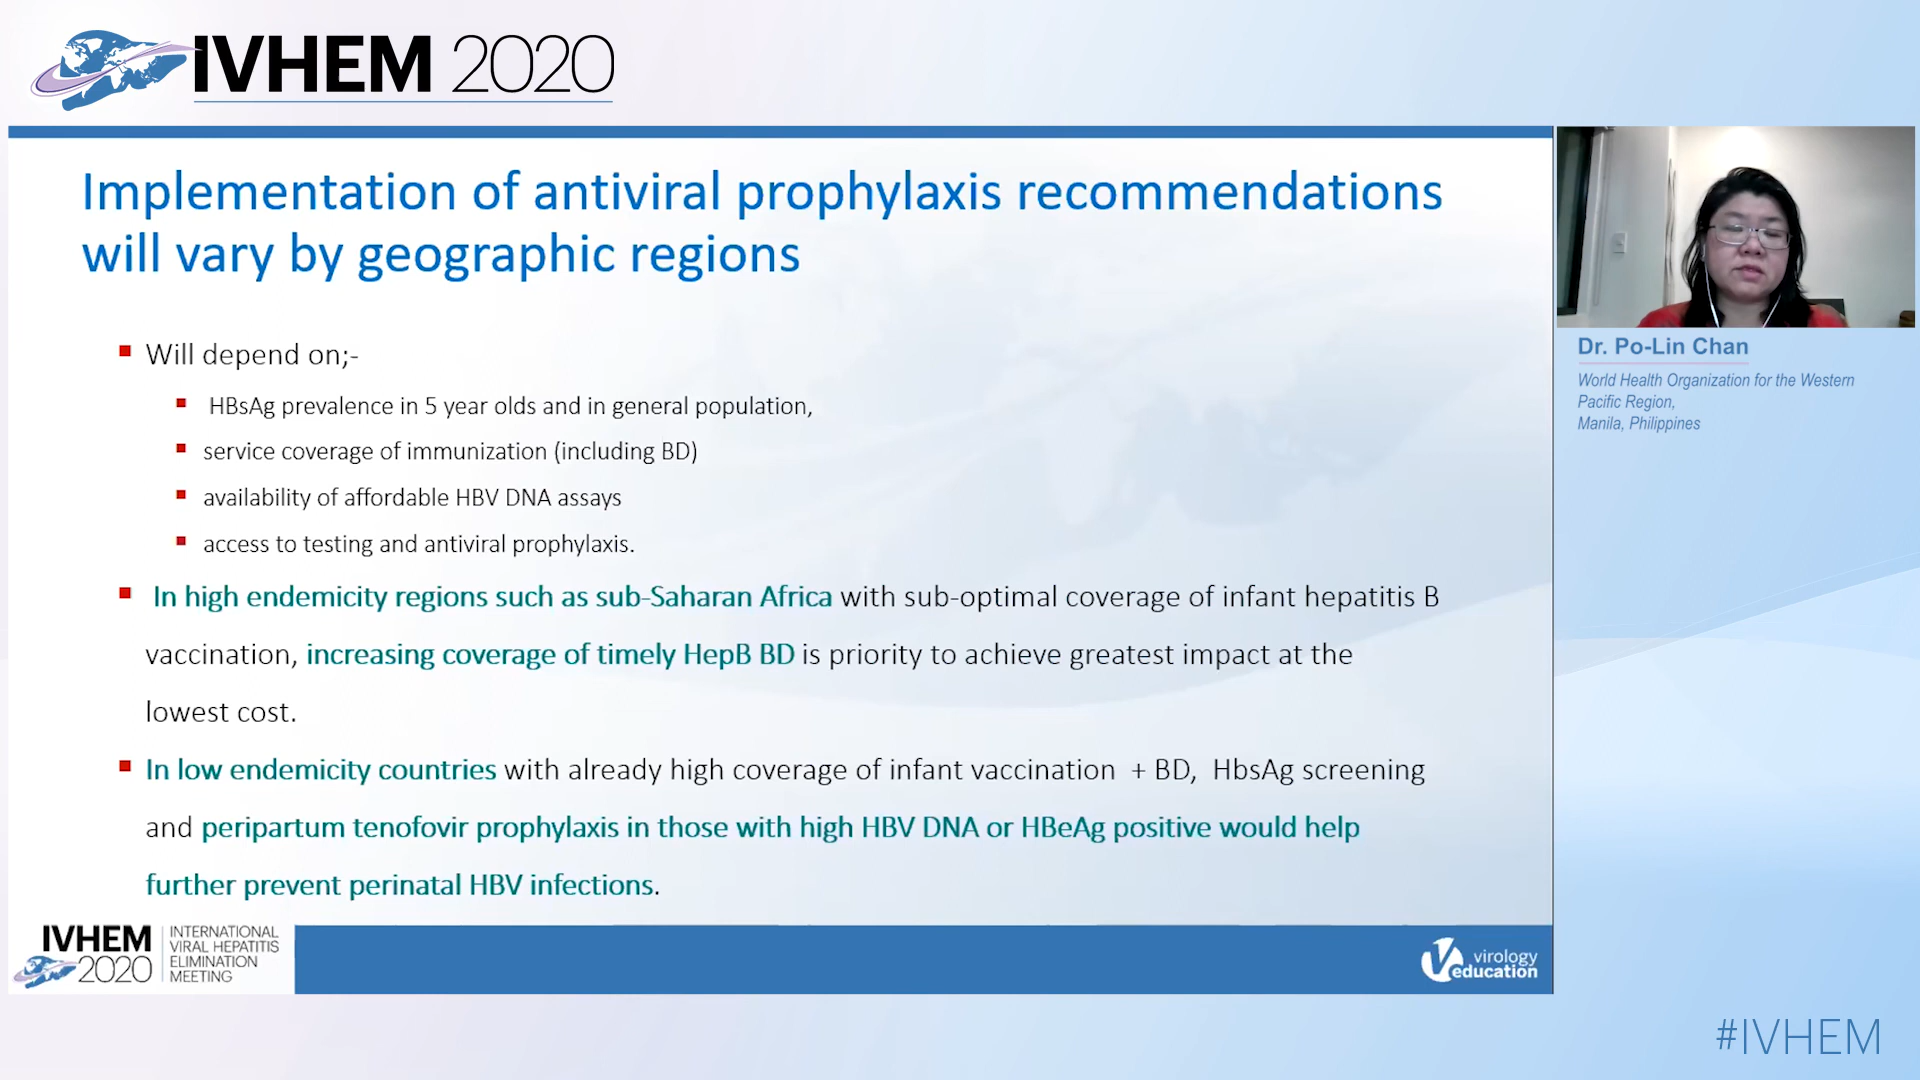 IVHEM 2020
Implementation of antiviral prophylaxis recommendations
will vary by geographic regions
Will depend on;-
HBsAg prevalence in 5 year olds and in general population,
service coverage of immunization (including BD)
availability of affordable HBV DNA assays
access to testing and antiviral prophylaxis.
In high endemicity regions such as sub-Saharan Africa with sub-optimal coverage of infant hepatitis B
vaccination, increasing coverage of timely HepB BD is priority to achieve greatest impact at the
lowest cost.
In low endemicity countries with already high coverage of infant vaccination + BD, HbsAg screening
and peripartum tenofovir prophylaxis in those with high HBV DNA or HBeAg positive would help
further prevent perinatal HBV infections.
Dr. Po-Lin Chan
World Health Organization for the Western
Pacific Region,
Manila, Philippines
IVHEM
2020
INTERNATIONAL
VIRAL HEPATITIS
ELIMINATION
MEETING
virology
education
#IVHEM